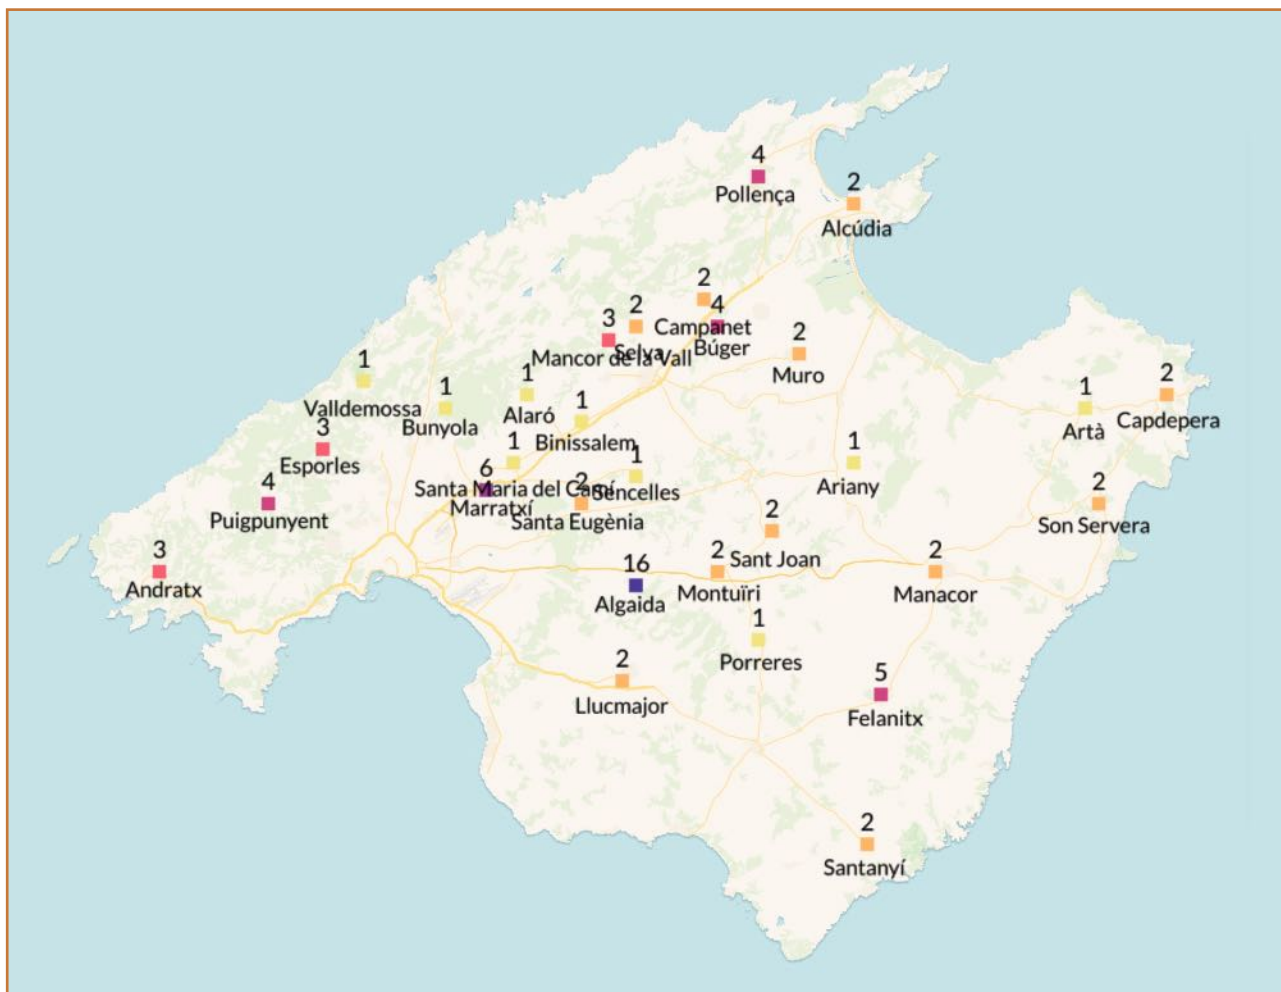 4
Pollença
2
Alcúdia
2
Campanet
4
Búger
2
Selva
3
Mancor de la Vall
2
Muro
1
Valldemossa
1
Bunyola
1
Alaró
1
Binissalem
1
Artà
2
Capdepera
3
Esporles
1
Santa Maria del Camí
6
Marratxí
1
Sencelles
2
Santa Eugènia
1
Ariany
4
Puigpunyent
2
Son Servera
2
Sant Joan
3
Andratx
16
Algaida
2
Montuïri
2
Manacor
1
Porreres
2
Llucmajor
5
Felanitx
2
Santanyí